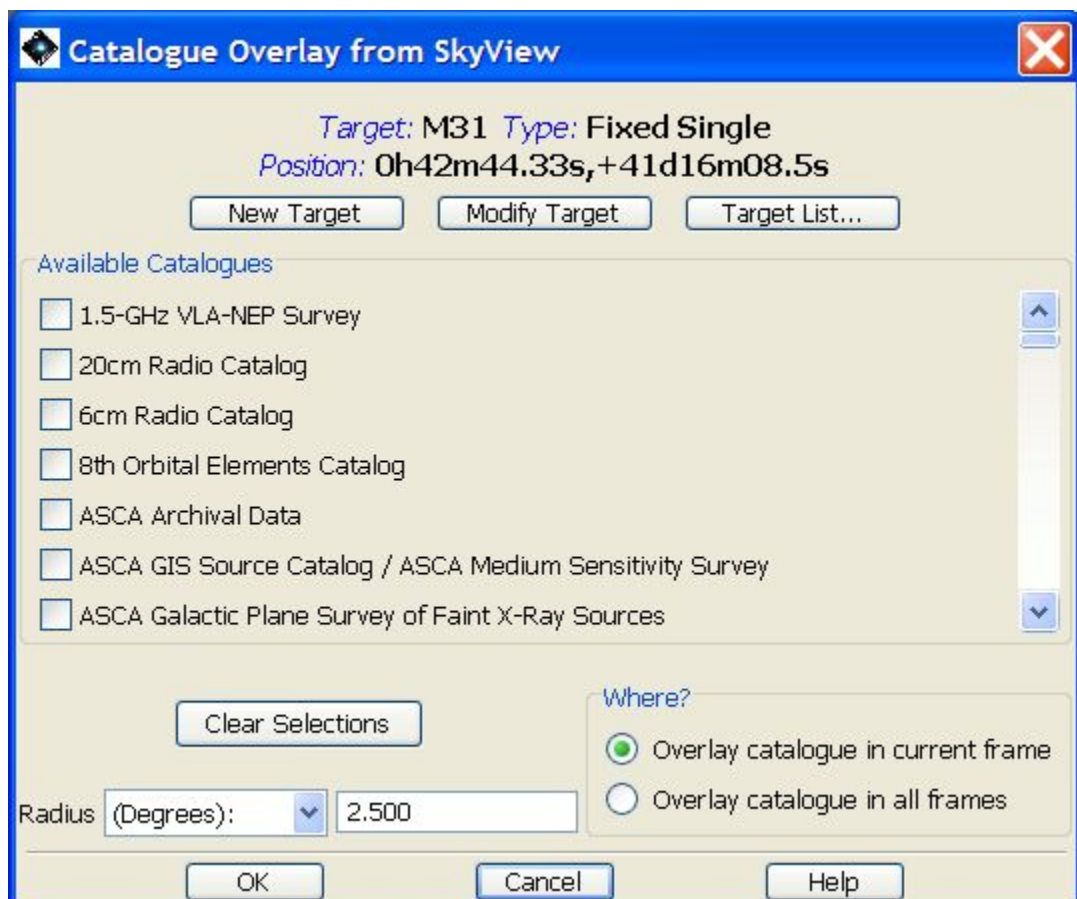 Catalogue Overlay from SkyView
Target: M31 Type: Fixed Single
Position: 0h42m44.33s,+41d16m08.5s
New Target Modify Target Target List...
Available Catalogues
1.5-GHz VLA-NEP Survey
20cm Radio Catalog
6cm Radio Catalog
8th Orbital Elements Catalog
ASCA Archival Data
ASCA GIS Source Catalog / ASCA Medium Sensitivity Survey
ASCA Galactic Plane Survey of Faint X-Ray Sources
Clear Selections
Where?
Overlay catalogue in current frame
Overlay catalogue in all frames
Radius (Degrees): 2.500
OK Cancel Help